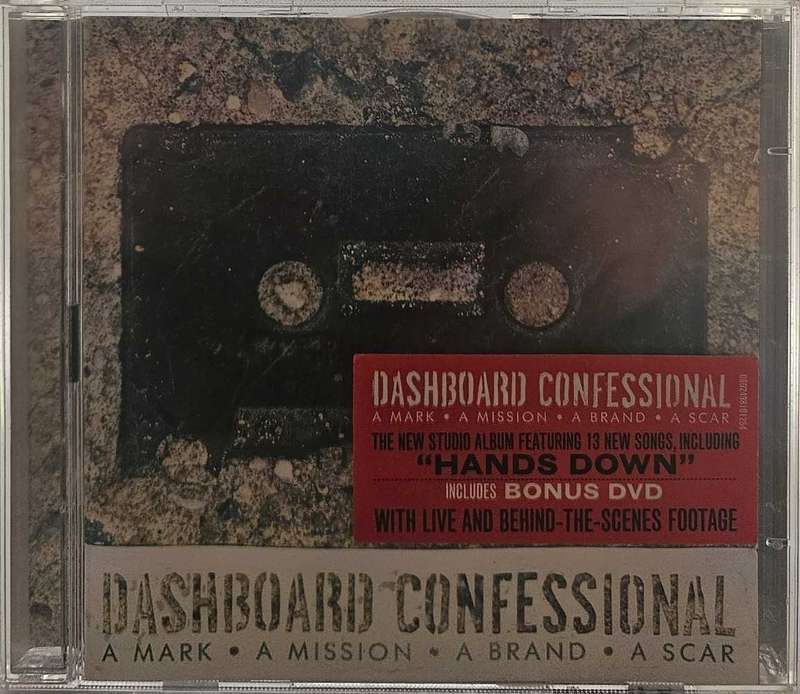 DASHBOARD CONFESSIONAL
A MARK • A MISSION • A BRAND • A SCAR
THE NEW STUDIO ALBUM FEATURING 13 NEW SONGS, INCLUDING
“HANDS DOWN”
INCLUDES BONUS DVD
WITH LIVE AND BEHIND-THE-SCENES FOOTAGE
DASHBOARD CONFESSIONAL
A MARK • A MISSION • A BRAND • A SCAR